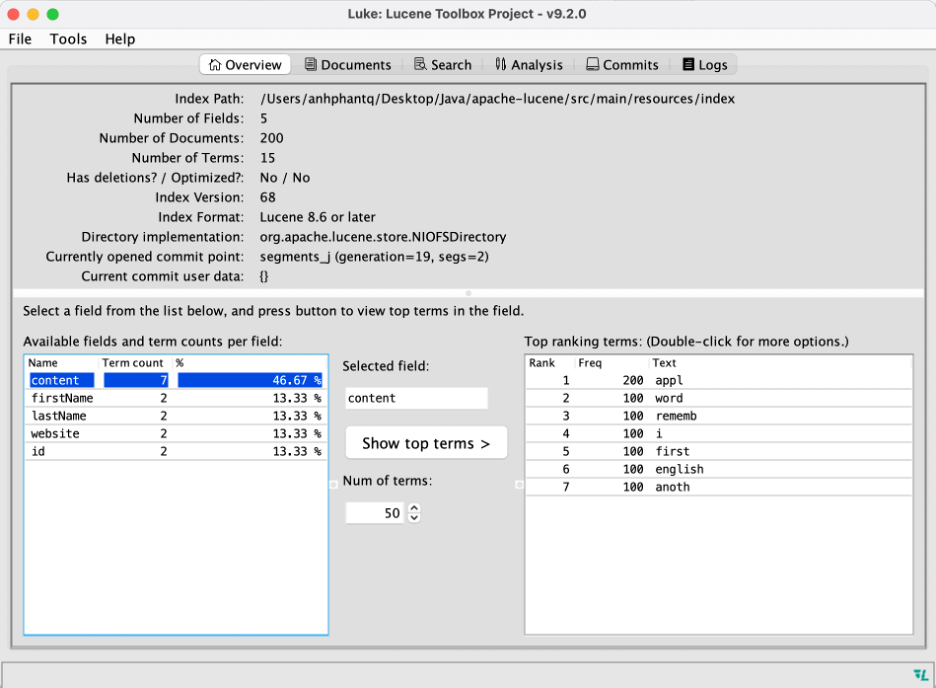 Luke: Lucene Toolbox Project - v9.2.0
File Tools Help
Overview Documents Search Analysis Commits Logs
Index Path: /Users/anhphantq/Desktop/Java/apache-lucene/src/main/resources/index
Number of Fields: 5
Number of Documents: 200
Number of Terms: 15
Has deletions? / Optimized?: No / No
Index Version: 68
Index Format: Lucene 8.6 or later
Directory implementation: org.apache.lucene.store.NIOFSDirectory
Currently opened commit point: segments_j (generation=19, segs=2)
Current commit user data: {}
Select a field from the list below, and press button to view top terms in the field.
Available fields and term counts per field:
Name Term count %
content 7 46.67 %
firstName 2 13.33 %
lastName 2 13.33 %
website 2 13.33 %
id 2 13.33 %
Selected field:
content
Show top terms >
Num of terms:
50
Top ranking terms: (Double-click for more options.)
Rank Freq Text
1 200 appl
2 100 word
3 100 rememb
4 100 i
5 100 first
6 100 english
7 100 anoth